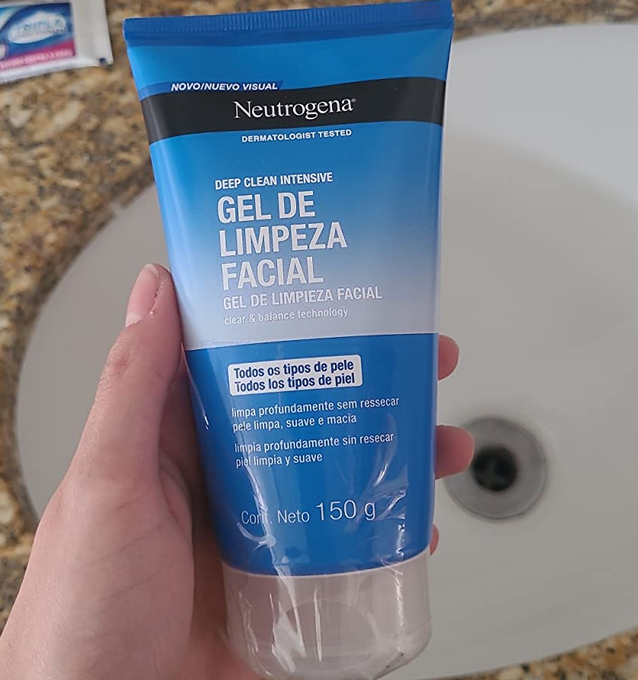 NOVO/NUEVO VISUAL
Neutrogena®
DERMATOLOGIST TESTED
DEEP CLEAN INTENSIVE
GEL DE
LIMPEZA
FACIAL
GEL DE LIMPIEZA FACIAL
clear & balance technology
Todos os tipos de pele
Todos los tipos de piel
limpa profundamente sem ressecar
pele limpa, suave e macia
limpia profundamente sin resecar
piel limpia y suave
Cont. Neto 150 g